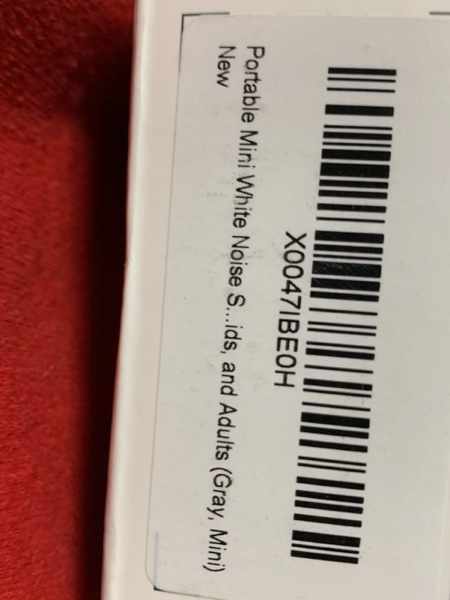 X0047IBE0H
Portable Mini White Noise S...ids, and Adults (Gray, Mini)
New